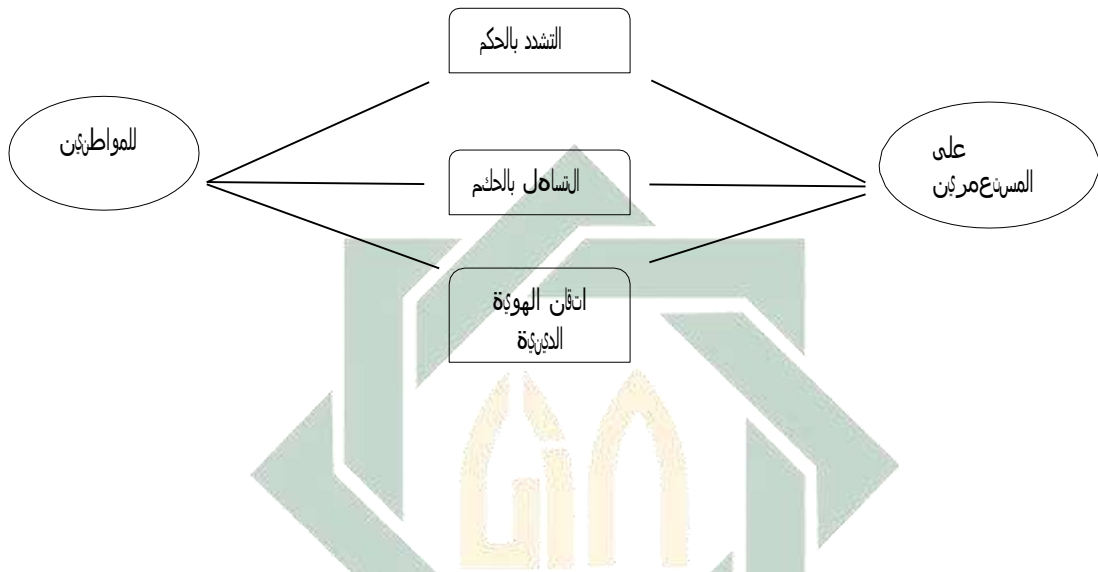 التشدد بالحكم
للمواطنين
على
المستعمرين
التساهل بالحكم
اتقان الهوية
الدينية